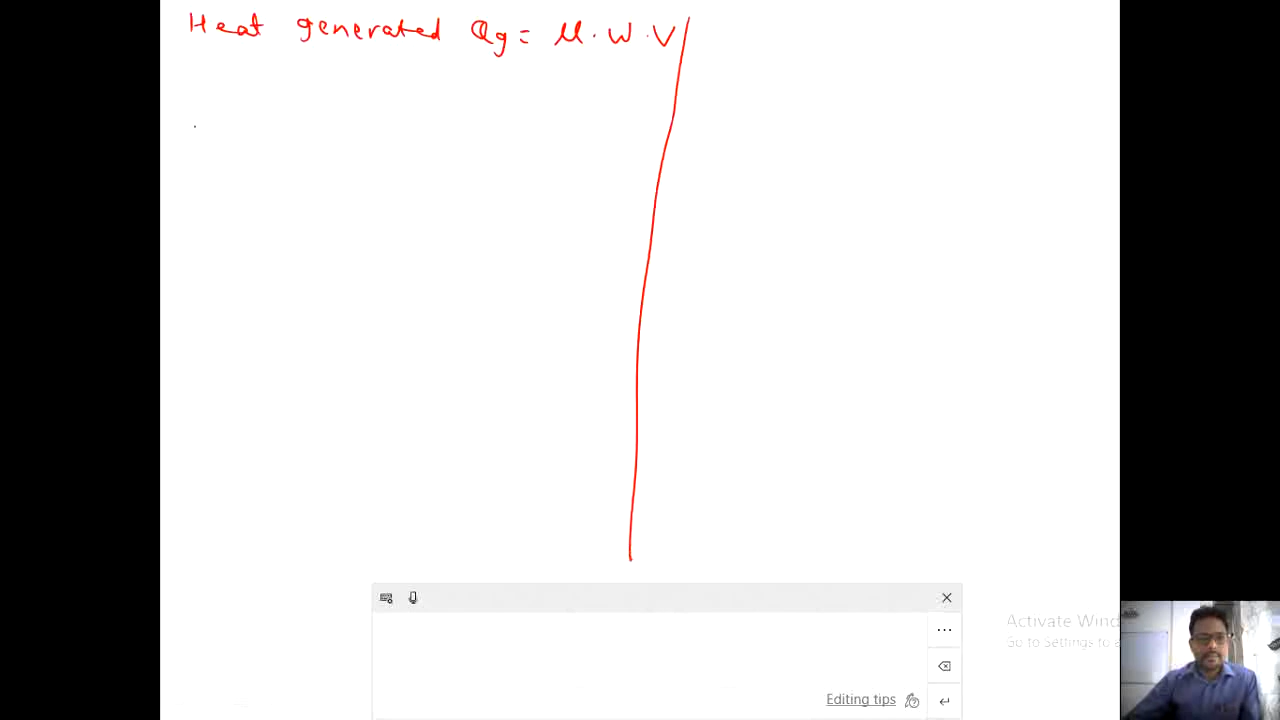 Heat generated Qg = μ. W. V
Editing tips
Activate Wind
Go to Settings to a